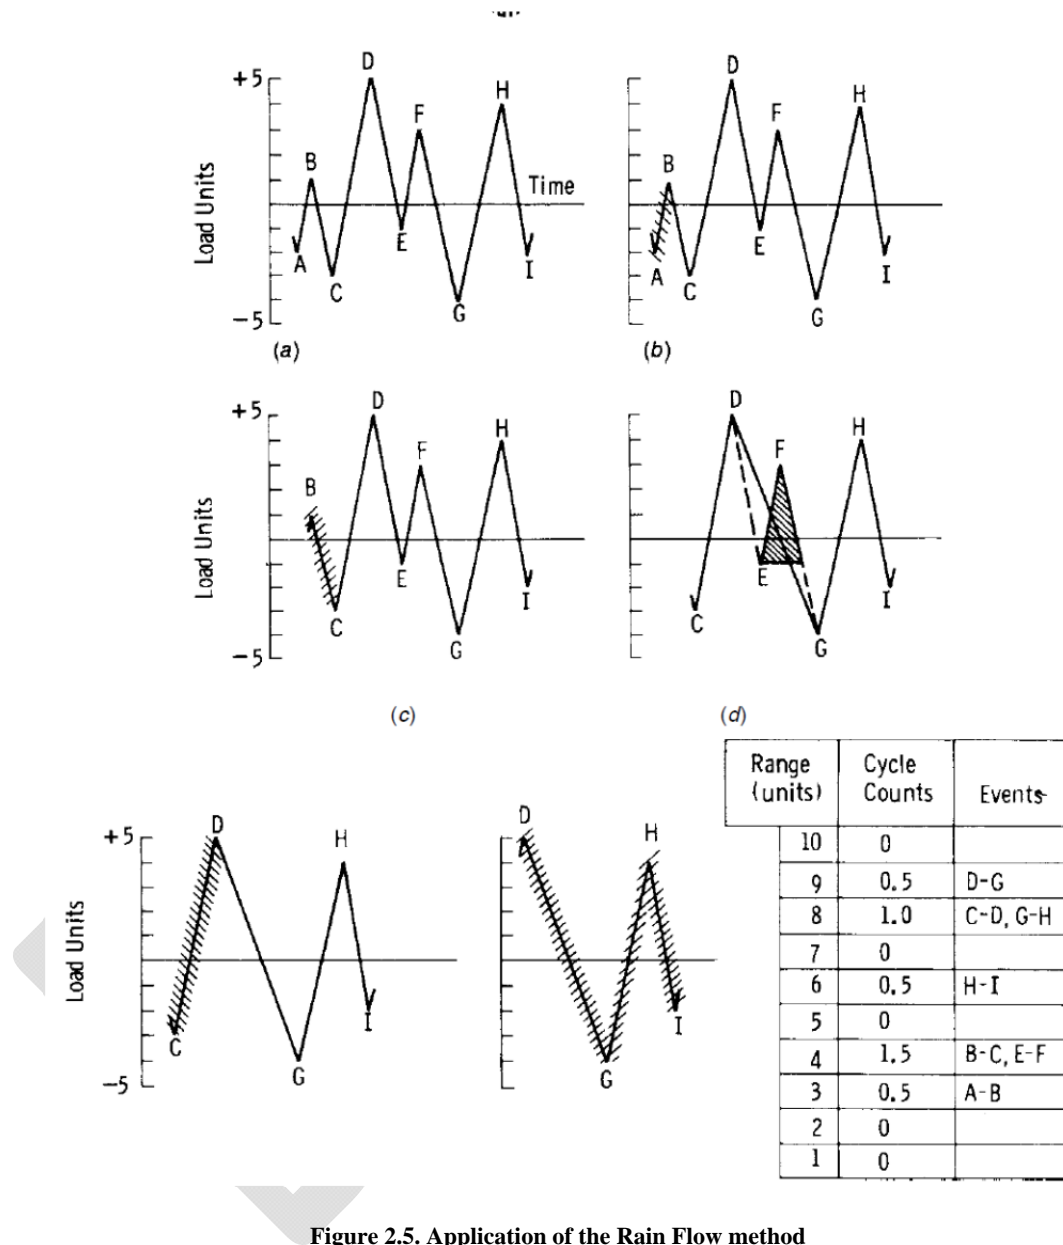 D
D
+5
H
H
F
F
B
B
Time
Load Units
A
E
I
A
E
I
C
C
G
G
-5
(a)
(b)
D
D
+5
H
H
F
F
B
Load Units
E
E
I
I
C
C
G
G
-5
(c)
(d)
Range (units)
Cycle Counts
Events
10 0
9 0.5 D-G
8 1.0 C-D, G-H
7 0
6 0.5 H-I
5 0
4 1.5 B-C, E-F
3 0.5 A-B
2 0
1 0
D
D
+5
H
H
Load Units
C
I
I
G
G
-5
Figure 2.5. Application of the Rain Flow method